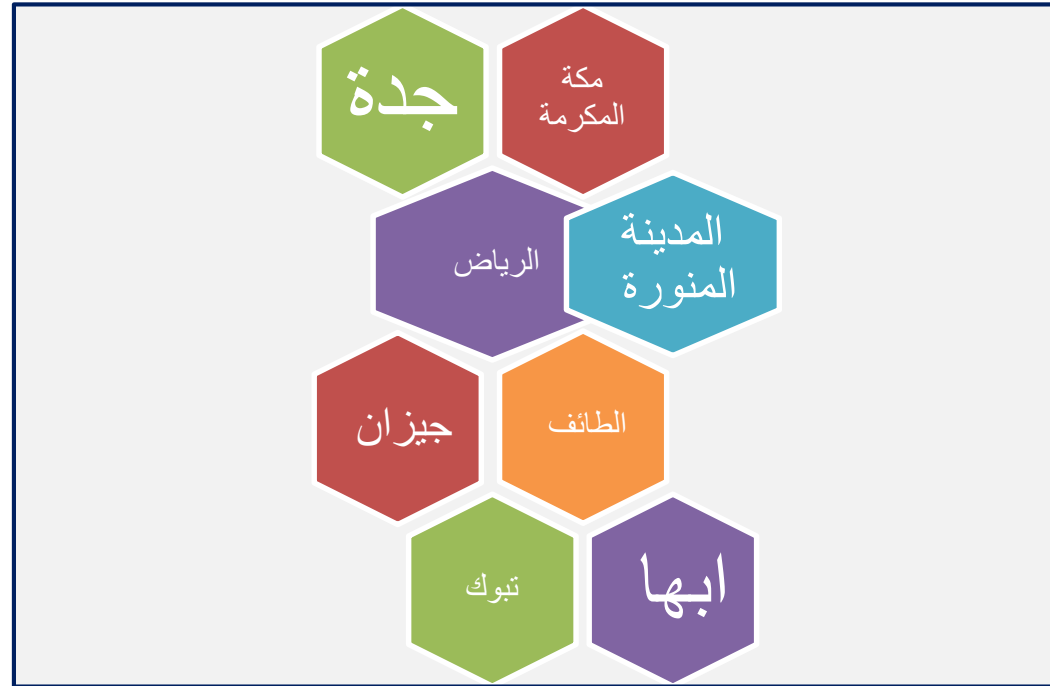 مكة
المكرمة
جدة
المدينة
المنورة
الرياض
الطائف
جيزان
ابها
تبوك